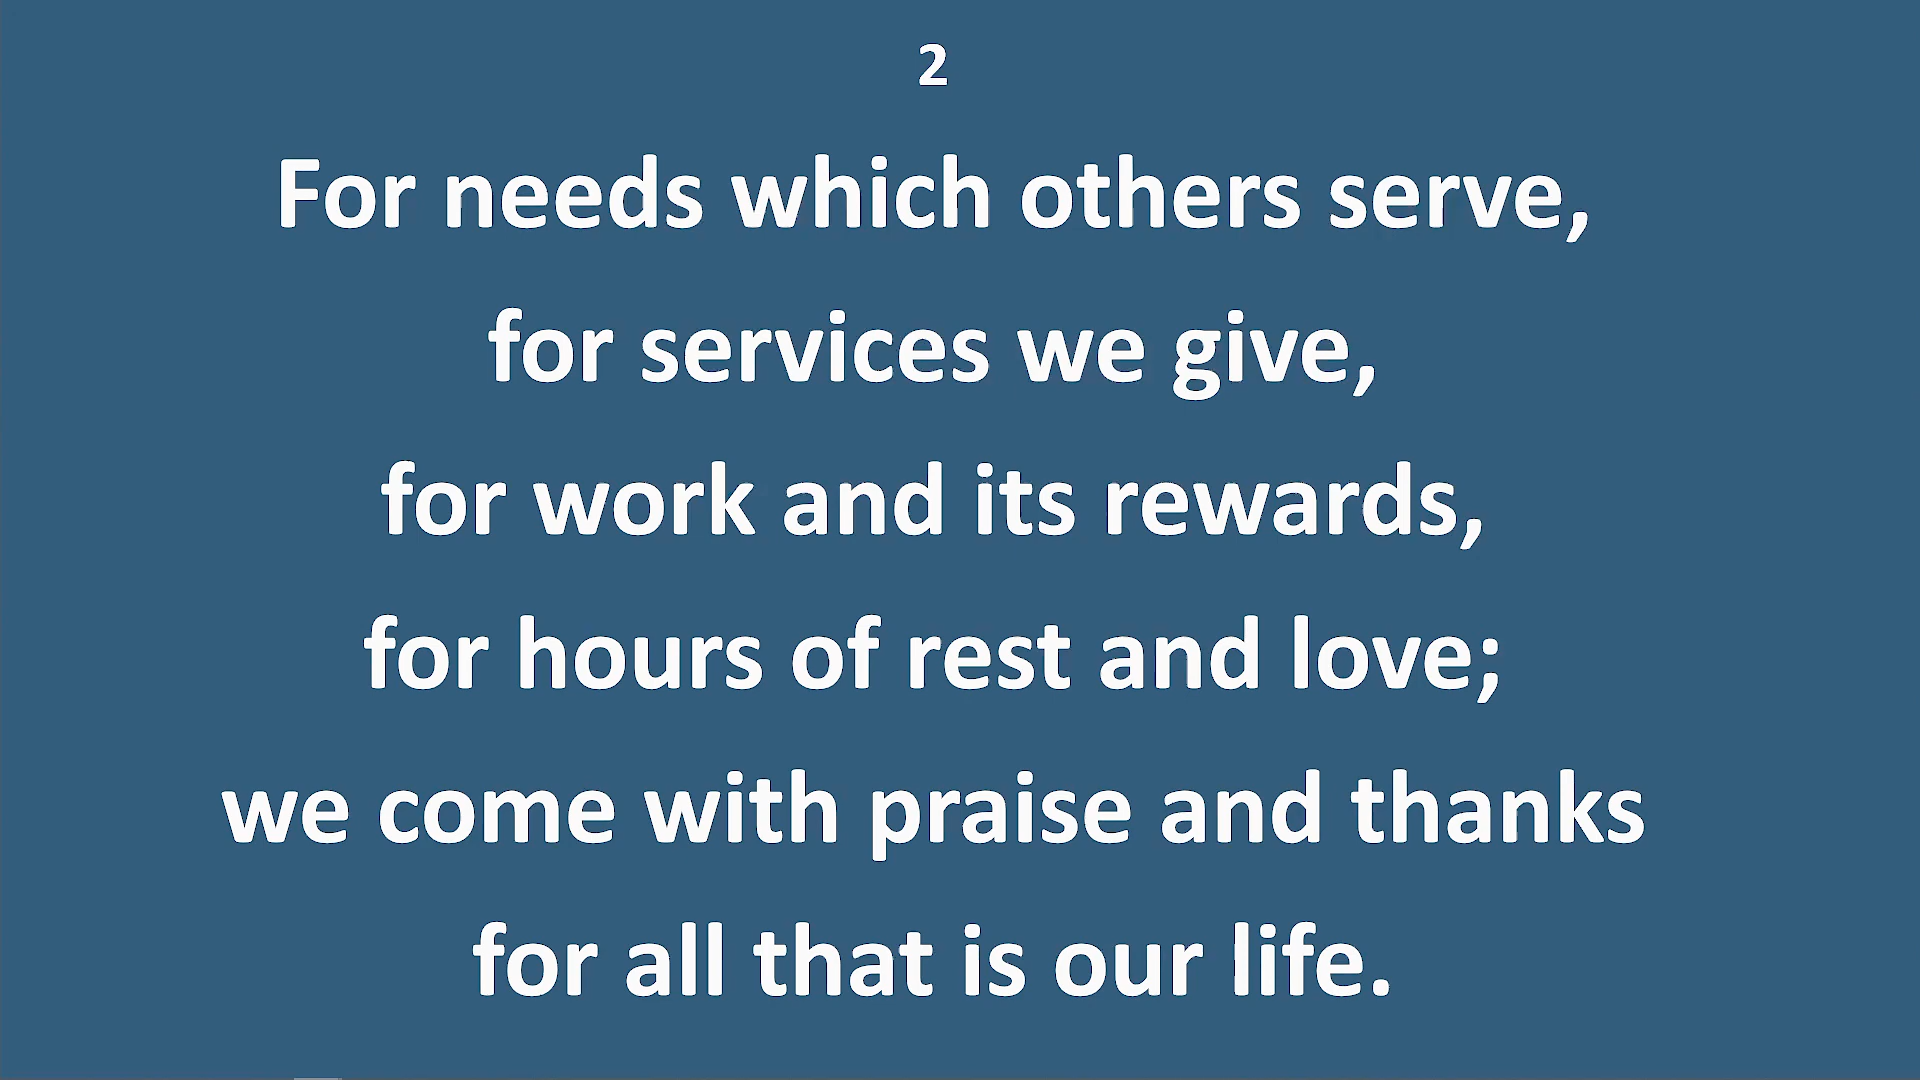 2
For needs which others serve,
for services we give,
for work and its rewards,
for hours of rest and love;
we come with praise and thanks
for all that is our life.